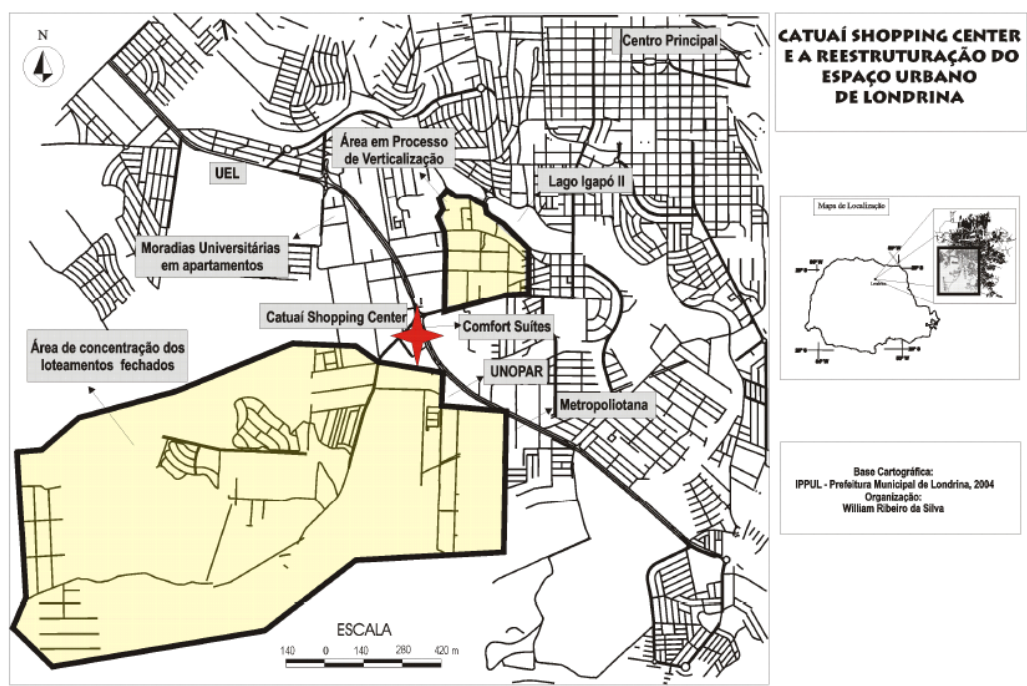 N
Centro Principal
Área em Processo
de Verticalização
UEL
Lago Igapó II
Moradias Universitárias
em apartamentos
Catuaí Shopping Center
Comfort Suítes
Área de concentração dos
loteamentos fechados
UNOPAR
Metropoliotana
ESCALA
140 0 140 280 420 m
CATUAÍ SHOPPING CENTER
E A REESTRUTURAÇÃO DO
ESPAÇO URBANO
DE LONDRINA
Mapa de Localização
Londrina
Base Cartográfica:
IPPUL - Prefeitura Municipal de Londrina, 2004
Organização:
William Ribeiro da Silva